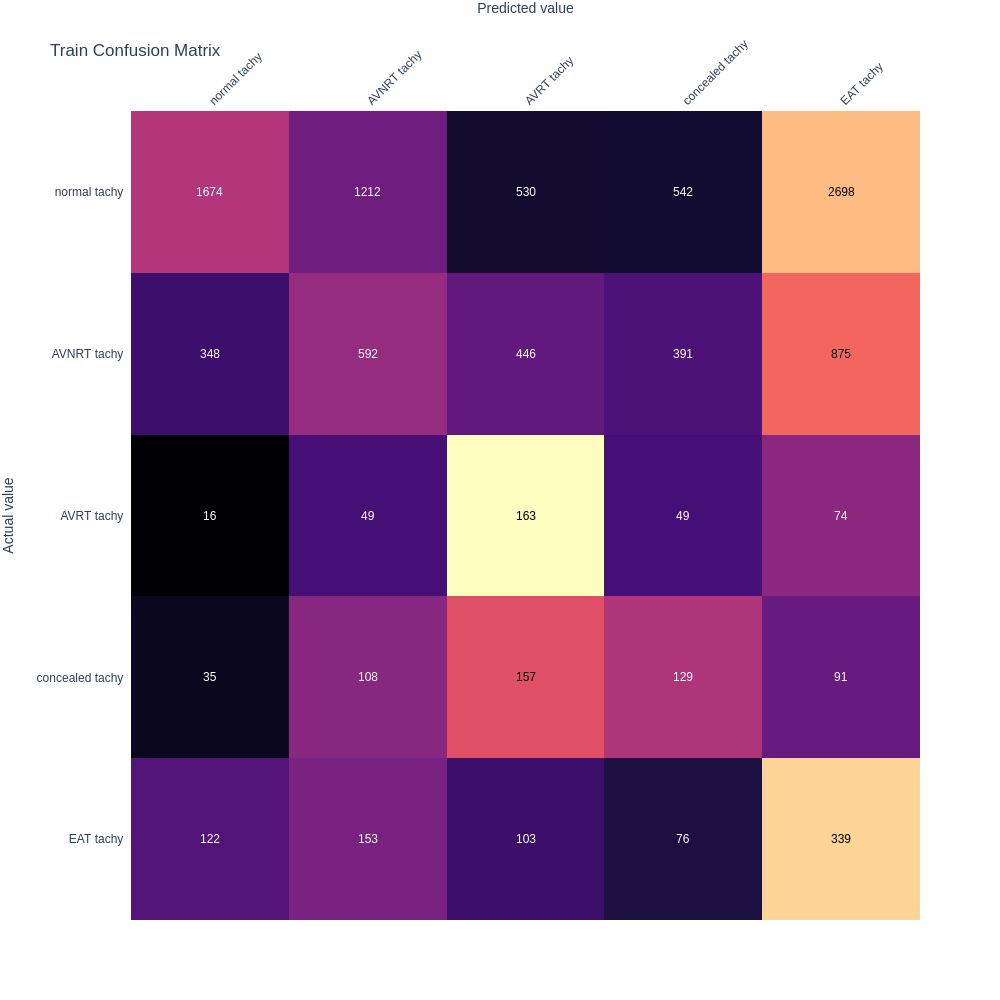 Predicted value
Train Confusion Matrix
normal tachy
AVNRT tachy
AVRT tachy
concealed tachy
EAT tachy
normal tachy 1674 1212 530 542 2698
AVNRT tachy 348 592 446 391 875
Actual value
AVRT tachy 16 49 163 49 74
concealed tachy 35 108 157 129 91
EAT tachy 122 153 103 76 339